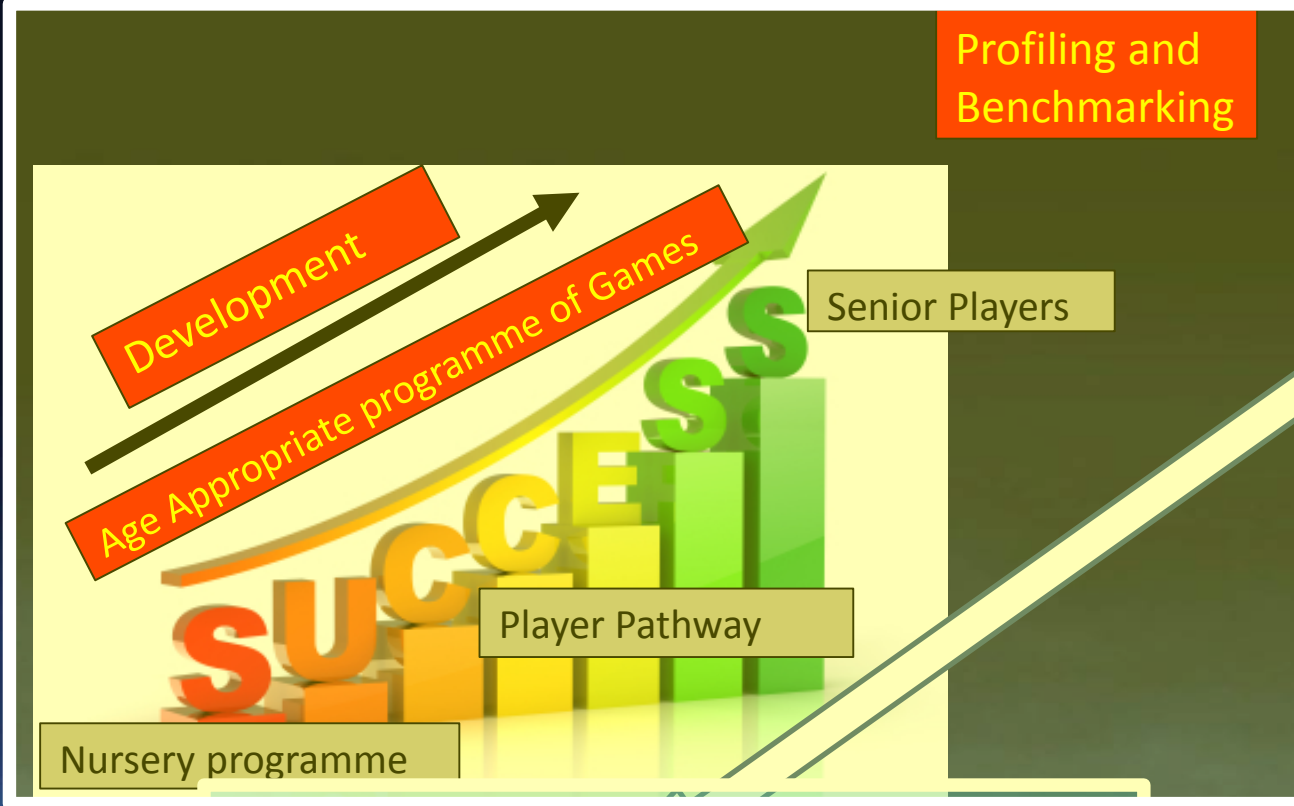 Profiling and
Benchmarking
Development
Age Appropriate programme of Games
Senior Players
SUCCESS
Player Pathway
Nursery programme